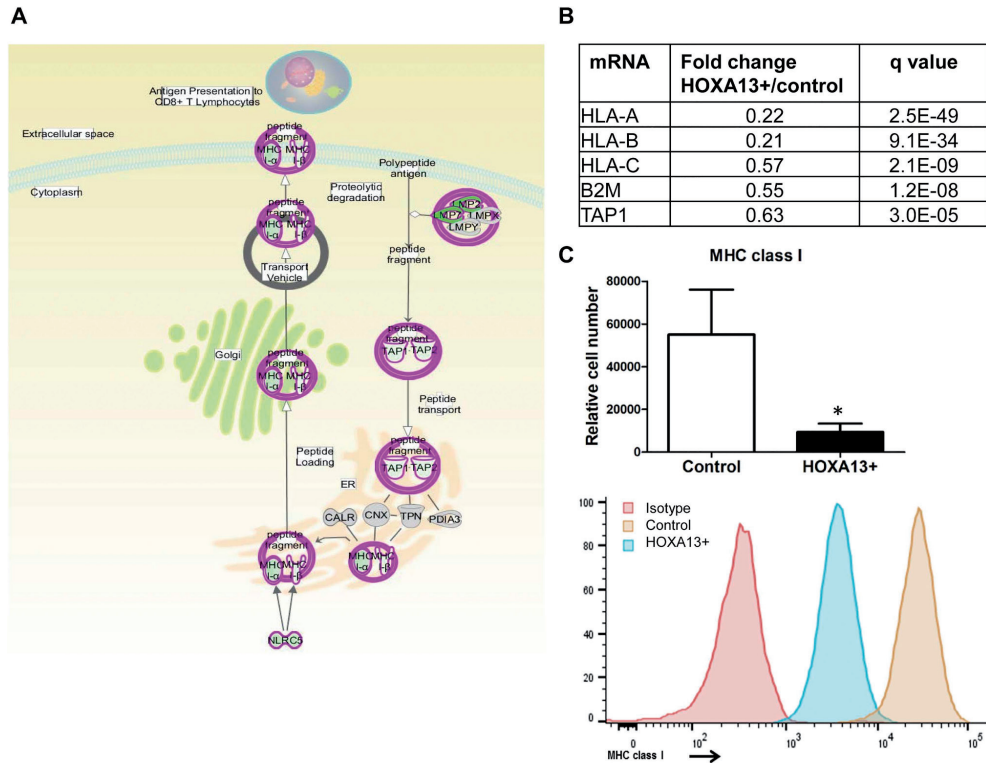 A
Antigen Presentation to
CD8+ T Lymphocytes
Extracellular space
Cytoplasm
peptide
fragment
MHC MHC
I-α I-β
Polypeptide
antigen
Proteolytic
degradation
LMP2
LMP7 LMPX
LMPY
peptide
fragment
peptide
fragment
MHC MHC
I-α I-β
Transport
Vehicle
Golgi
peptide
fragment
MHC MHC
I-α I-β
peptide
fragment
TAP1 TAP2
Peptide
transport
Peptide
Loading
ER
peptide
fragment
TAP1 TAP2
CALR CNX TPN PDIA3
peptide
fragment
MHC MHC
I-α I-β
MHC MHC
I-α I-β
NLRC5
B
mRNA Fold change HOXA13+/control q value
HLA-A 0.22 2.5E-49
HLA-B 0.21 9.1E-34
HLA-C 0.57 2.1E-09
B2M 0.55 1.2E-08
TAP1 0.63 3.0E-05
C
MHC class I
Relative cell number
80000
60000
40000
20000
0
*
Control HOXA13+
Isotype
Control
HOXA13+
100
80
60
40
20
0
0 10² 10³ 10⁴ 10⁵
MHC class I